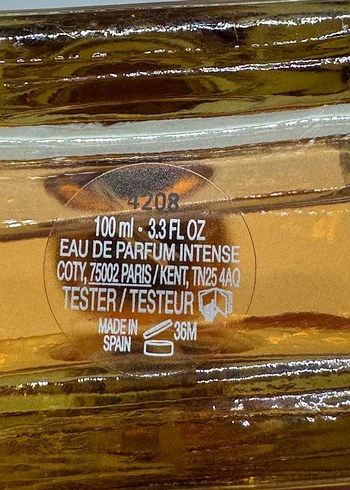 4208
100 ml • 3.3 FL OZ
EAU DE PARFUM INTENSE
COTY, 75002 PARIS / KENT, TN25 4AQ
TESTER / TESTEUR
MADE IN
SPAIN
36M